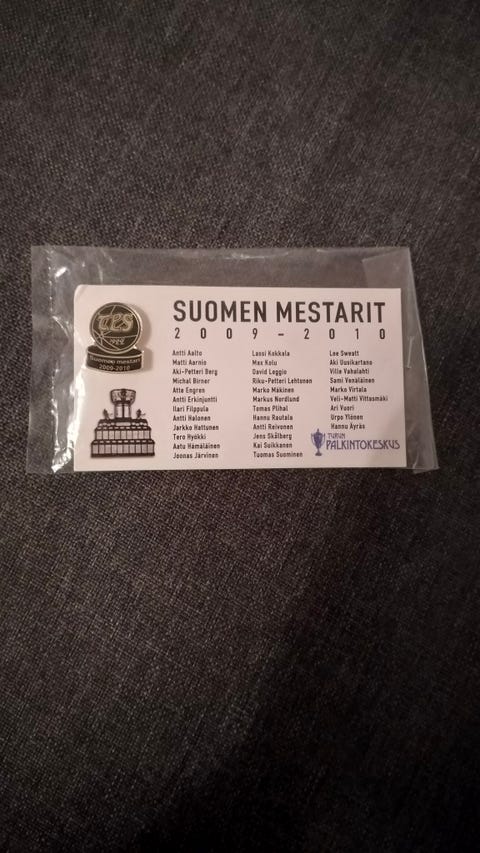 TPS
1922
Suomen mestari
2009-2010
SUOMEN MESTARIT
2009-2010
Antti Aalto
Matti Aarnio
Aki-Petteri Berg
Michal Birner
Atte Engren
Antti Erkinjuntti
Ilari Filppula
Antti Halonen
Jarkko Hattunen
Tero Hyökki
Aatu Hämäläinen
Joonas Järvinen
Lassi Kokkala
Max Kolu
David Leggio
Riku-Petteri Lehtonen
Marko Mäkinen
Markus Nordlund
Tomas Plihal
Hannu Rautala
Antti Reivonen
Jens Skålberg
Kai Suikkanen
Tuomas Suominen
Lee Sweatt
Aki Uusikartano
Ville Vahalahti
Sami Venäläinen
Marko Virtala
Veli-Matti Vittasmäki
Ari Vuori
Urpo Ylönen
Hannu Äyräs
TURUN
PALKINTOKESKUS